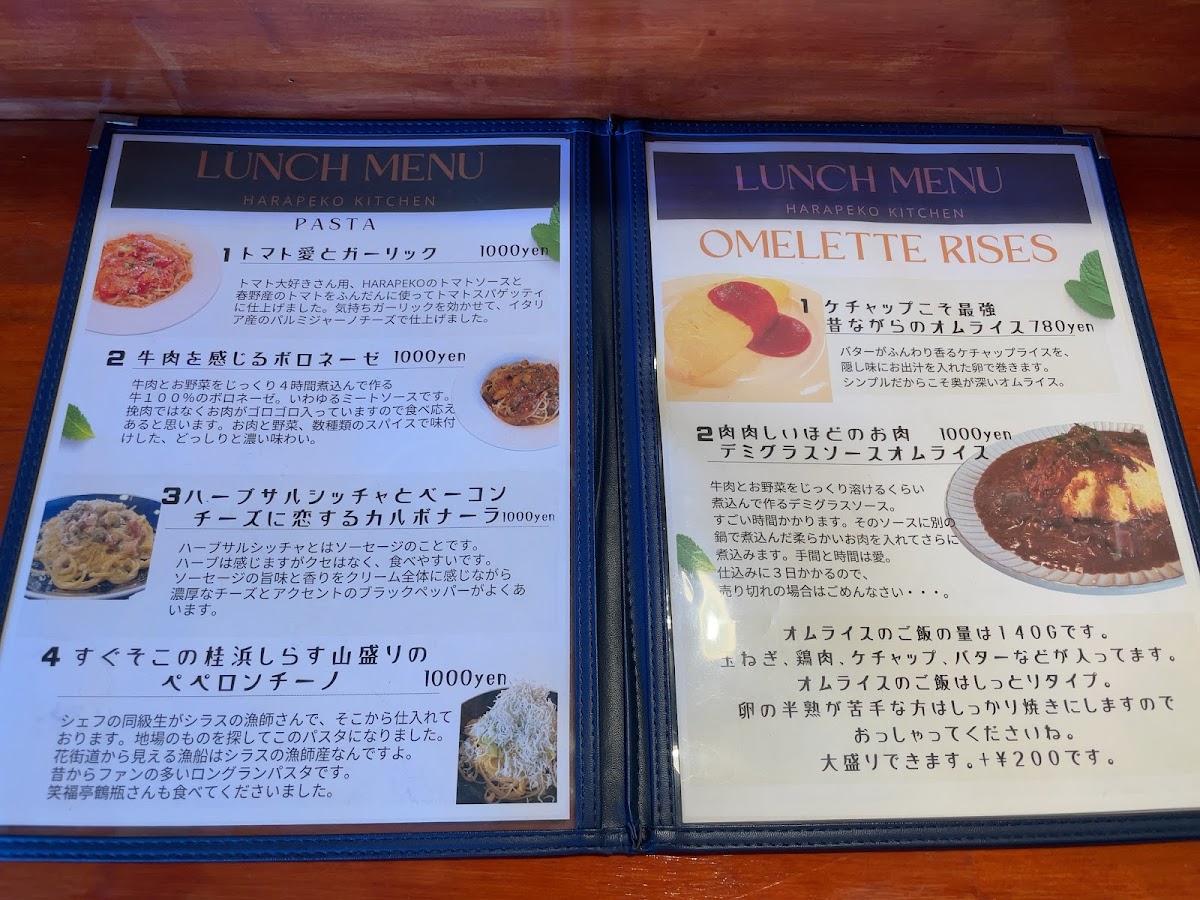 LUNCH MENU
HARAPEKO KITCHEN
PASTA
1 トマト愛とガーリック 1000yen
トマト大好きさん用、HARAPEKOのトマトソースと
春野産のトマトをふんだんに使ってトマトスパゲッティ
に仕上げました。気持ちガーリックを効かせて、イタリ
ア産のパルミジャーノチーズで仕上げました。
2 牛肉を感じるボロネーゼ 1000yen
牛肉とお野菜をじっくり4時間煮込んで作る
牛100%のボロネーゼ。いわゆるミートソースです。
挽肉ではなくお肉がゴロゴロ入っていますので食べ応え
あると思います。お肉と野菜、数種類のスパイスで味付
けした、どっしりと濃い味わい。
3 ハーブサルシッチャとベーコン
チーズに恋するカルボナーラ 1000yen
ハーブサルシッチャとはソーセージのことです。
ハーブは感じますがクセはなく、食べやすいです。
ソーセージの旨味と香りをクリーム全体に感じながら
濃厚なチーズとアクセントのブラックペッパーがよくあ
います。
4 すぐそこの桂浜しらす山盛りの
ペペロンチーノ 1000yen
シェフの同級生がシラスの漁師さんで、そこから仕入れて
おります。地場のものを探してこのパスタになりました。
花街道から見える漁船はシラスの漁師産なんですよ。
昔からファンの多いロングランパスタです。
笑福亭鶴瓶さんも食べてくださいました。
LUNCH MENU
HARAPEKO KITCHEN
OMELETTE RISES
1 ケチャップこそ最強
昔ながらのオムライス 780yen
バターがふんわり香るケチャップライスを、
隠し味にお出汁を入れた卵で巻きます。
シンプルだからこそ奥が深いオムライス。
2 肉肉しいほどのお肉 1000yen
デミグラスソースオムライス
牛肉とお野菜をじっくり溶けるくらい
煮込んで作るデミグラスソース。
すごい時間かかります。そのソースに別の
鍋で煮込んだ柔らかいお肉を入れてさらに
煮込みます。手間と時間は愛。
仕込みに3日かかるので、
売り切れの場合はごめんなさい・・・。
オムライスのご飯の量は140Gです。
玉ねぎ、鶏肉、ケチャップ、バターなどが入ってます。
オムライスのご飯はしっとりタイプ。
卵の半熟が苦手な方はしっかり焼きにしますので
おっしゃってくださいね。
大盛りできます。+¥200です。